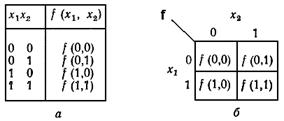 x₁x₂ f (x₁, x₂)
0 0 f (0,0)
0 1 f (0,1)
1 0 f (1,0)
1 1 f (1,1)
а
f x₂
0 1
x₁ 0 f (0,0) f (0,1)
1 f (1,0) f (1,1)
б